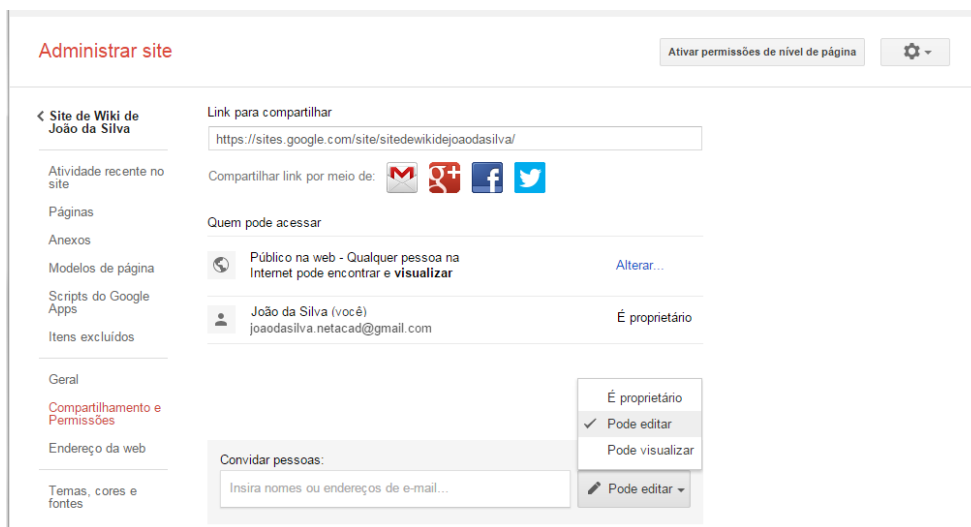 Administrar site
Ativar permissões de nível de página
Site de Wiki de
João da Silva
Atividade recente no
site
Páginas
Anexos
Modelos de página
Scripts do Google
Apps
Itens excluídos
Geral
Compartilhamento e
Permissões
Endereço da web
Temas, cores e
fontes
Link para compartilhar
https://sites.google.com/site/sitedewikidejoaodasilva/
Compartilhar link por meio de:
Quem pode acessar
Público na web - Qualquer pessoa na
Internet pode encontrar e visualizar
Alterar...
João da Silva (você)
joaodasilva.netacad@gmail.com
É proprietário
É proprietário
Pode editar
Pode visualizar
Convidar pessoas:
Insira nomes ou endereços de e-mail...
Pode editar